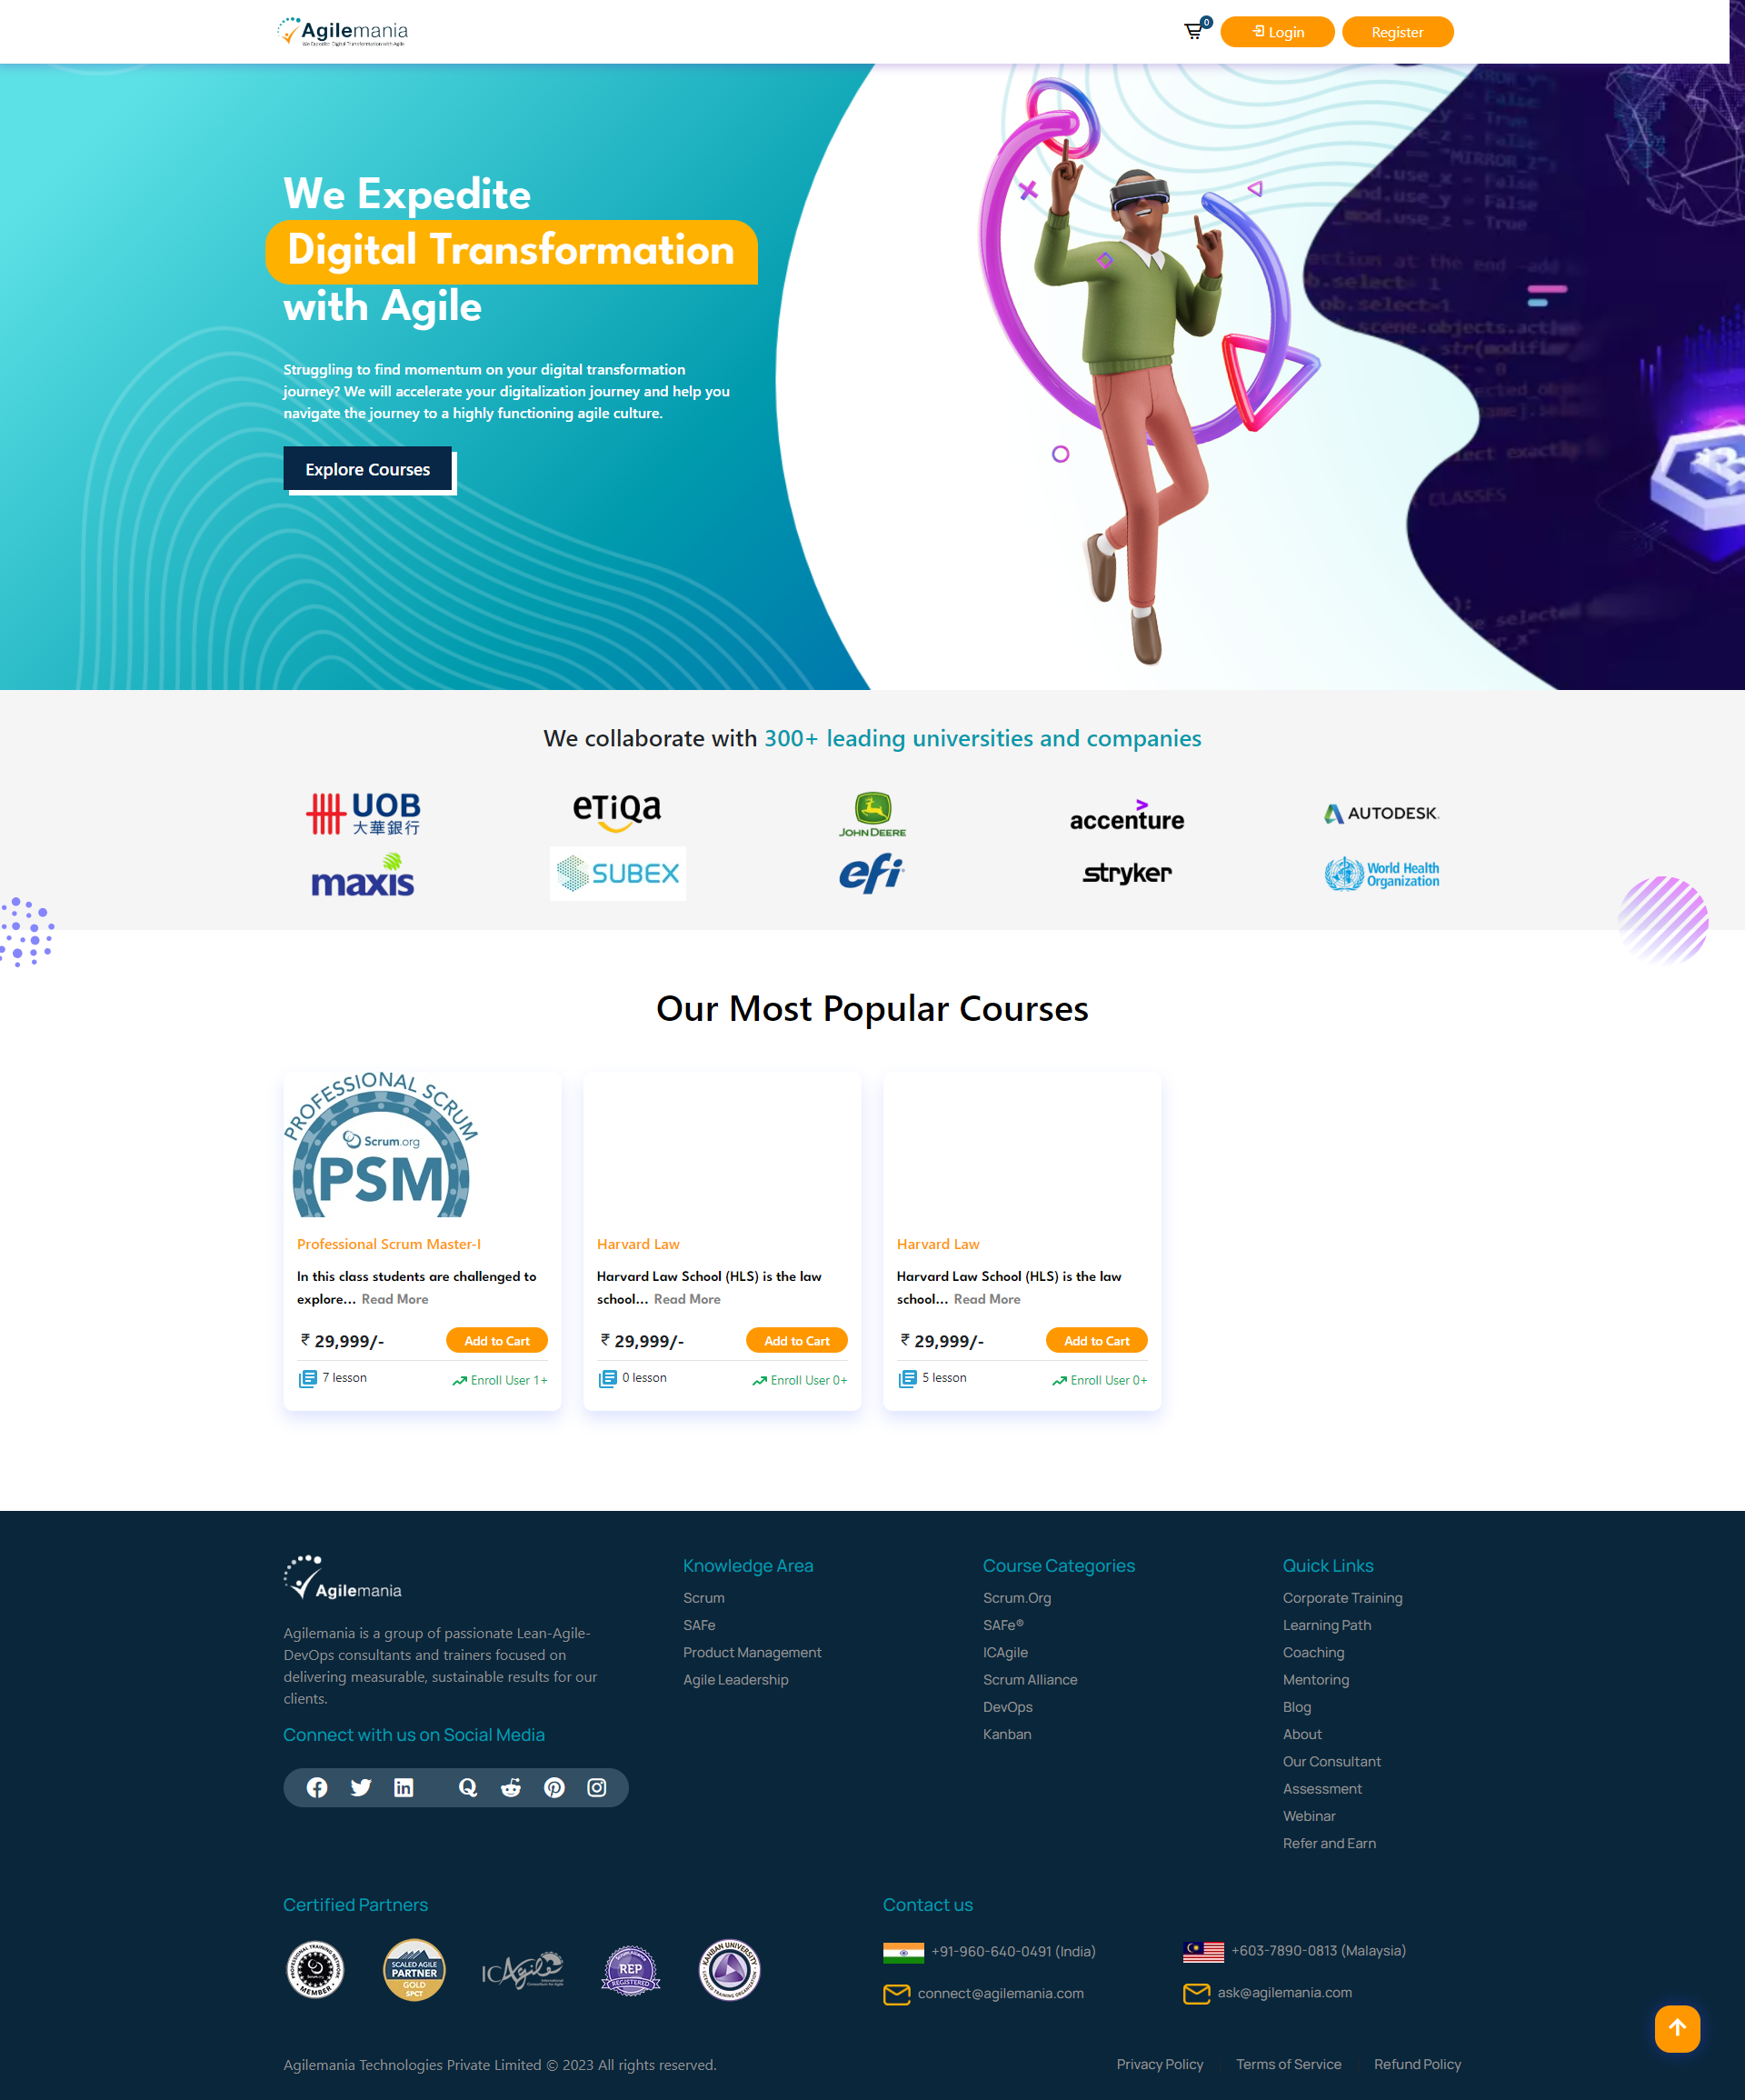 Agilemania
We Expedite Digital Transformation with Agile
0
Login
Register
We Expedite
Digital Transformation
with Agile
Struggling to find momentum on your digital transformation
journey? We will accelerate your digitalization journey and help you
navigate the journey to a highly functioning agile culture.
Explore Courses
We collaborate with 300+ leading universities and companies
UOB
大華銀行
eTiQa
JOHN DEERE
accenture
AUTODESK.
maxis
SUBEX
efi
stryker
World Health
Organization
Our Most Popular Courses
PROFESSIONAL SCRUM
Scrum.org
PSM
Professional Scrum Master-I
In this class students are challenged to
explore... Read More
₹ 29,999/-
Add to Cart
7 lesson
Enroll User 1+
Harvard Law
Harvard Law School (HLS) is the law
school... Read More
₹ 29,999/-
Add to Cart
0 lesson
Enroll User 0+
Harvard Law
Harvard Law School (HLS) is the law
school... Read More
₹ 29,999/-
Add to Cart
5 lesson
Enroll User 0+
Agilemania
Agilemania is a group of passionate Lean-Agile-
DevOps consultants and trainers focused on
delivering measurable, sustainable results for our
clients.
Connect with us on Social Media
Knowledge Area
Scrum
SAFe
Product Management
Agile Leadership
Course Categories
Scrum.Org
SAFe®
ICAgile
Scrum Alliance
DevOps
Kanban
Quick Links
Corporate Training
Learning Path
Coaching
Mentoring
Blog
About
Our Consultant
Assessment
Webinar
Refer and Earn
Certified Partners
PROFESSIONAL TRAINING NETWORK
MEMBER
SCALED AGILE
PARTNER
GOLD
SPCT
ICAgile
REP
REGISTERED
KANBAN UNIVERSITY
Contact us
+91-960-640-0491 (India)
+603-7890-0813 (Malaysia)
connect@agilemania.com
ask@agilemania.com
Agilemania Technologies Private Limited © 2023 All rights reserved.
Privacy Policy
Terms of Service
Refund Policy